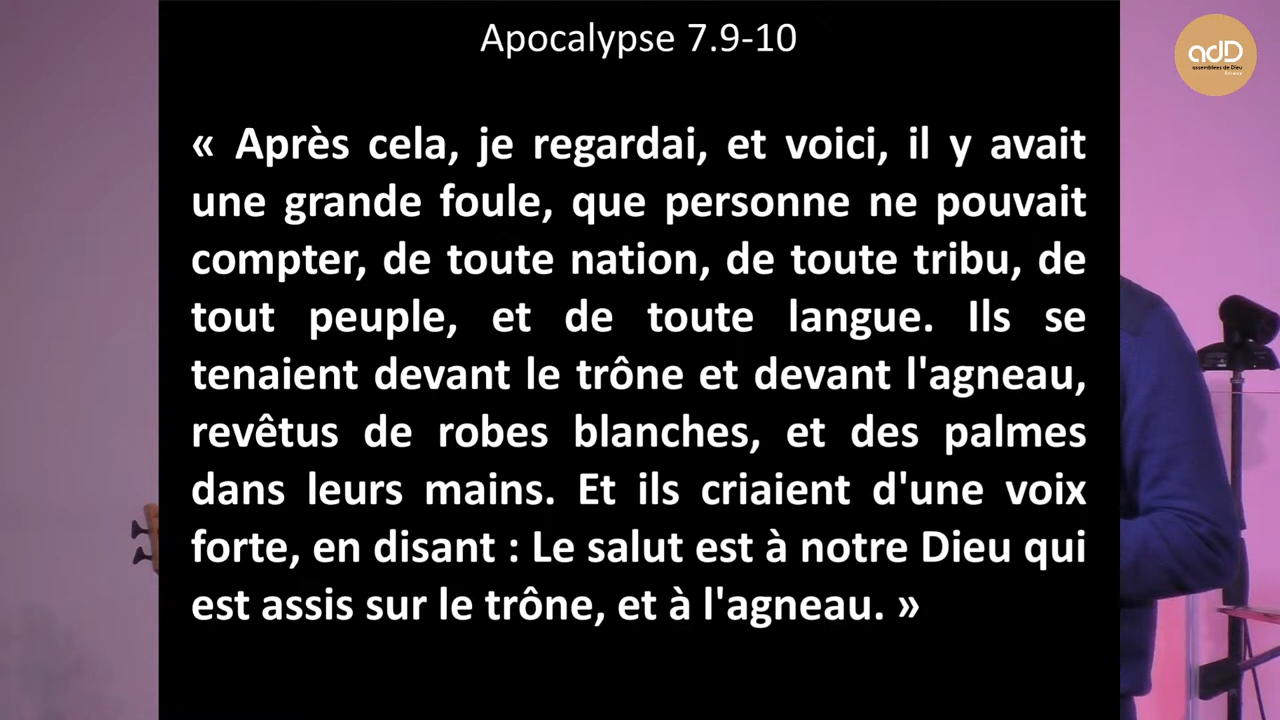 Apocalypse 7.9-10
adD
assemblées de Dieu
« Après cela, je regardai, et voici, il y avait
une grande foule, que personne ne pouvait
compter, de toute nation, de toute tribu, de
tout peuple, et de toute langue. Ils se
tenaient devant le trône et devant l'agneau,
revêtus de robes blanches, et des palmes
dans leurs mains. Et ils criaient d'une voix
forte, en disant : Le salut est à notre Dieu qui
est assis sur le trône, et à l'agneau. »